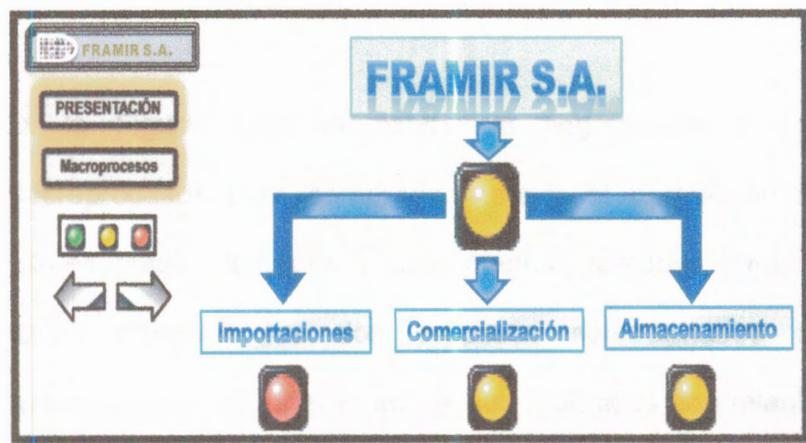 FRAMIR S.A.
PRESENTACIÓN
Macroprocesos
FRAMIR S.A.
Importaciones
Comercialización
Almacenamiento